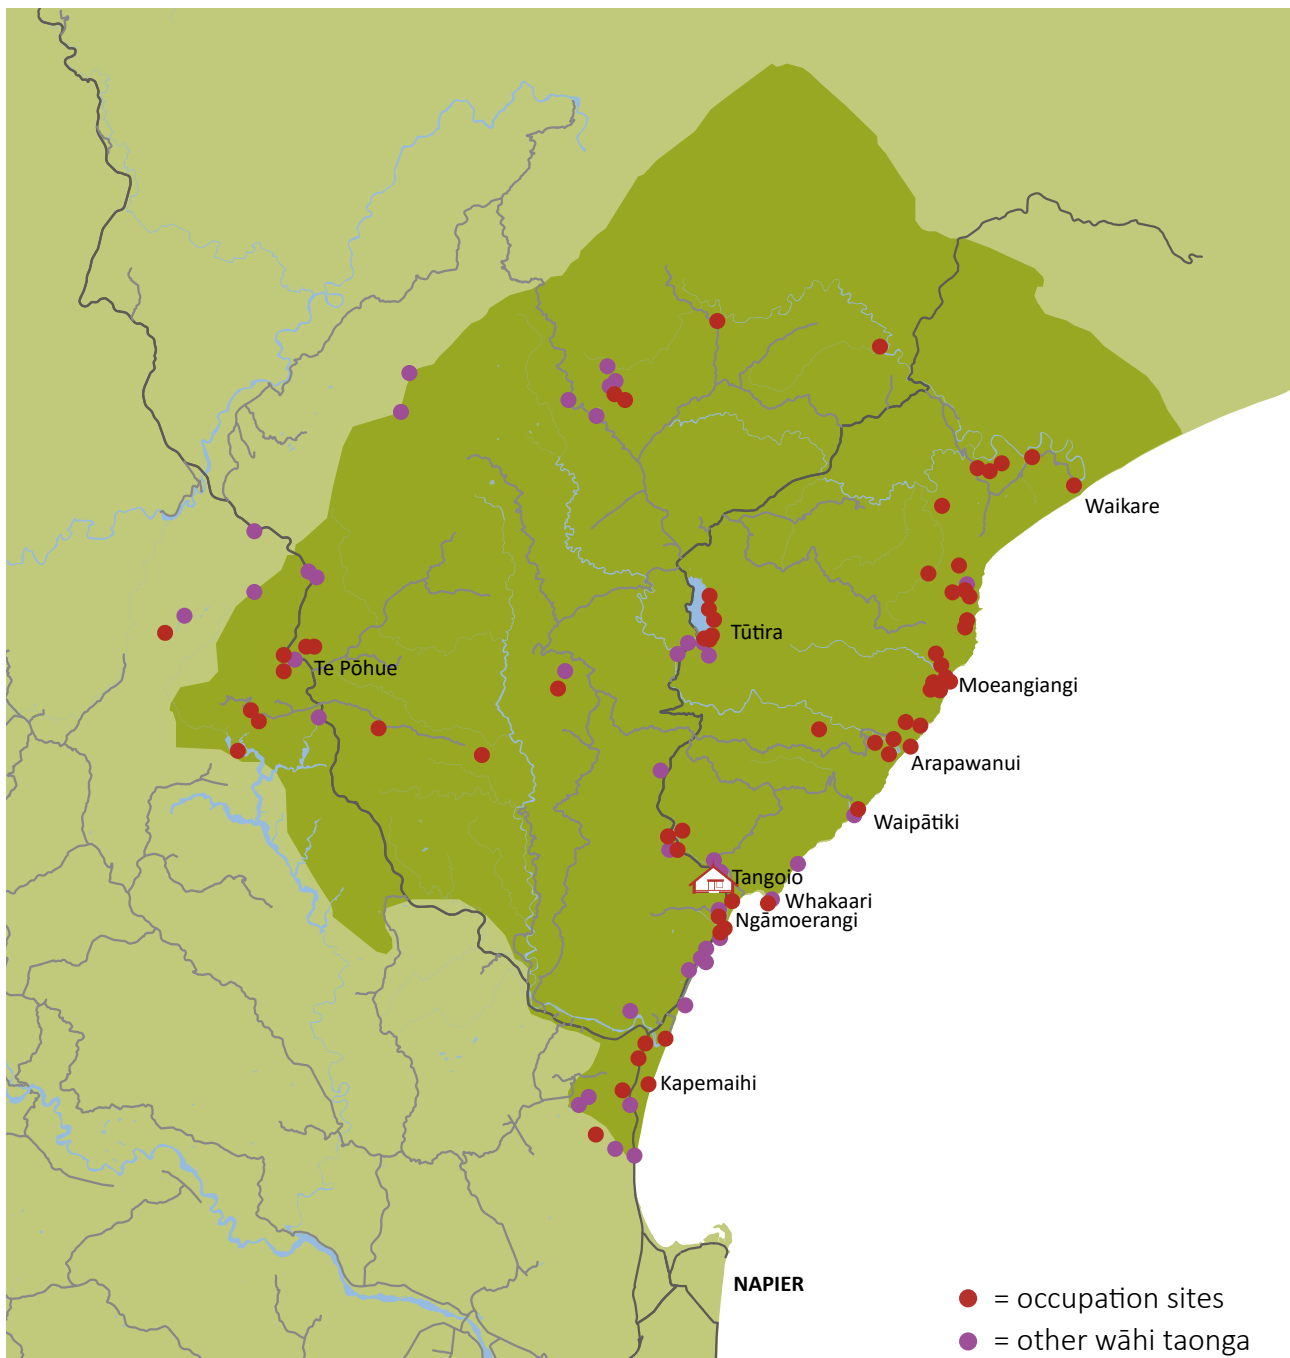 Waikare
Tūtira
Te Pōhue
Moeangiangi
Arapawanui
Waipātiki
Tangoio
Whakaari
Ngāmoerangi
Kapemaihi
NAPIER
= occupation sites
= other wāhi taonga